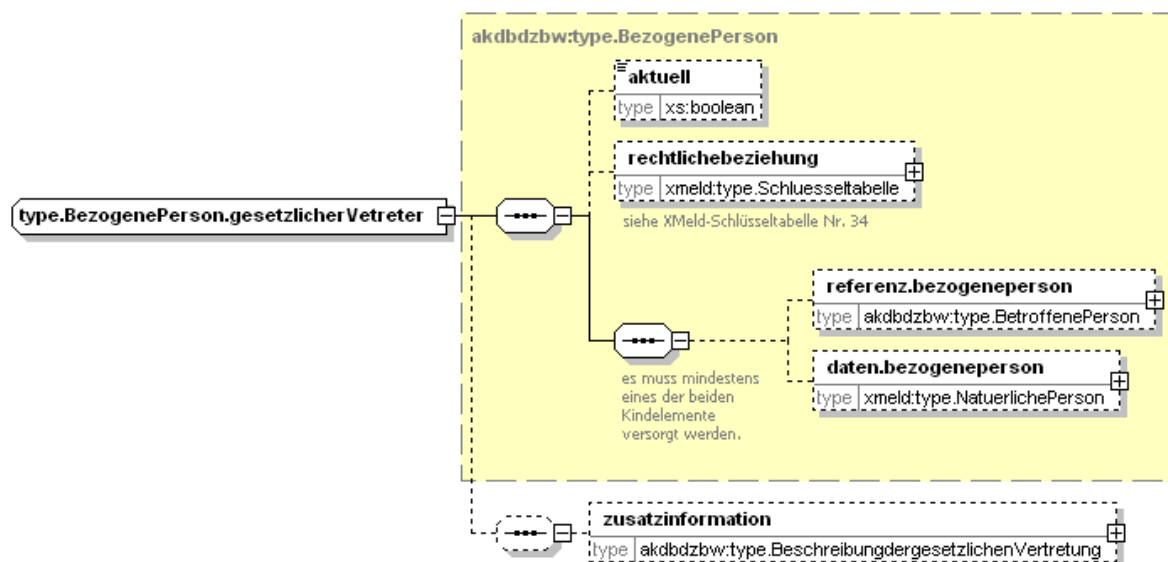 akdbdzbw:type.BezogenePerson
aktuell
type xs:boolean
rechtlichebeziehung
type xmeld:type.Schluesseltabelle
siehe XMeld-Schlüsseltabelle Nr. 34
type.BezogenePerson.gesetzlicherVetreter
referenz.bezogeneperson
type akdbdzbw:type.BetroffenePerson
daten.bezogeneperson
type xmeld:type.NatuerlichePerson
es muss mindestens
eines der beiden
Kindelemente
versorgt werden.
zusatzinformation
type akdbdzbw:type.BeschreibungdergesetzlichenVertretung